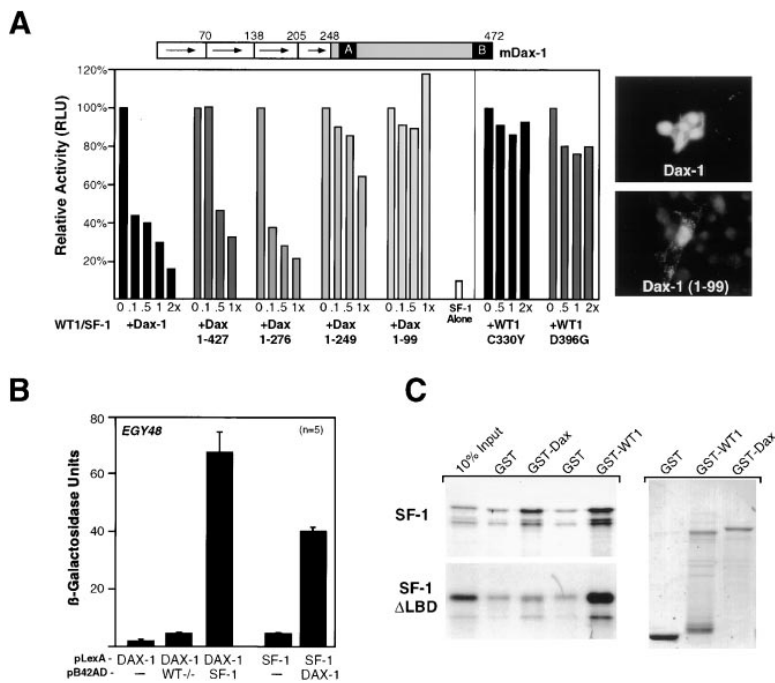 A
70 138 205 248 472
A B mDax-1
Relative Activity (RLU)
120%
100%
80%
60%
40%
20%
0 .1 .5 1 2x 0 .1 .5 1x 0 .1 .5 1x 0 .1 .5 1x 0 .1 .5 1x SF-1 Alone 0 .5 1 2x 0 .5 1 2x
WT1/SF-1 +Dax-1 +Dax +Dax +Dax +Dax +WT1 +WT1
1-427 1-276 1-249 1-99 C330Y D396G
Dax-1
Dax-1 (1-99)
B
EGY48 (n=5)
ß-Galactosidase Units
80
60
40
20
pLexA - DAX-1 DAX-1 DAX-1 SF-1 SF-1
pB42AD - — WT-/- SF-1 — DAX-1
C
10% Input GST GST-Dax GST GST-WT1
SF-1
SF-1
ΔLBD
GST GST-WT1 GST-Dax